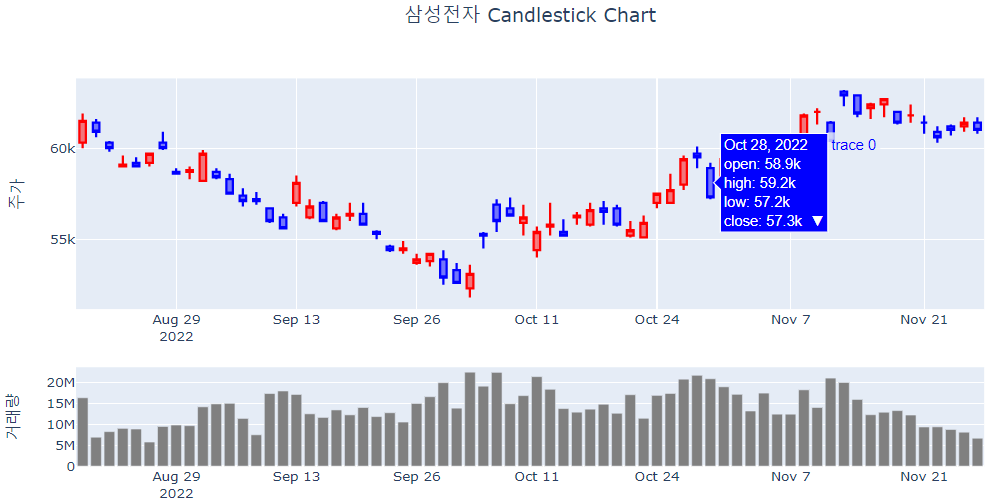 삼성전자 Candlestick Chart
주가
60k
55k
Oct 28, 2022
open: 58.9k
high: 59.2k
low: 57.2k
close: 57.3k ▼
trace 0
Aug 29
2022
Sep 13
Sep 26
Oct 11
Oct 24
Nov 7
Nov 21
거래량
20M
15M
10M
5M
0
Aug 29
2022
Sep 13
Sep 26
Oct 11
Oct 24
Nov 7
Nov 21